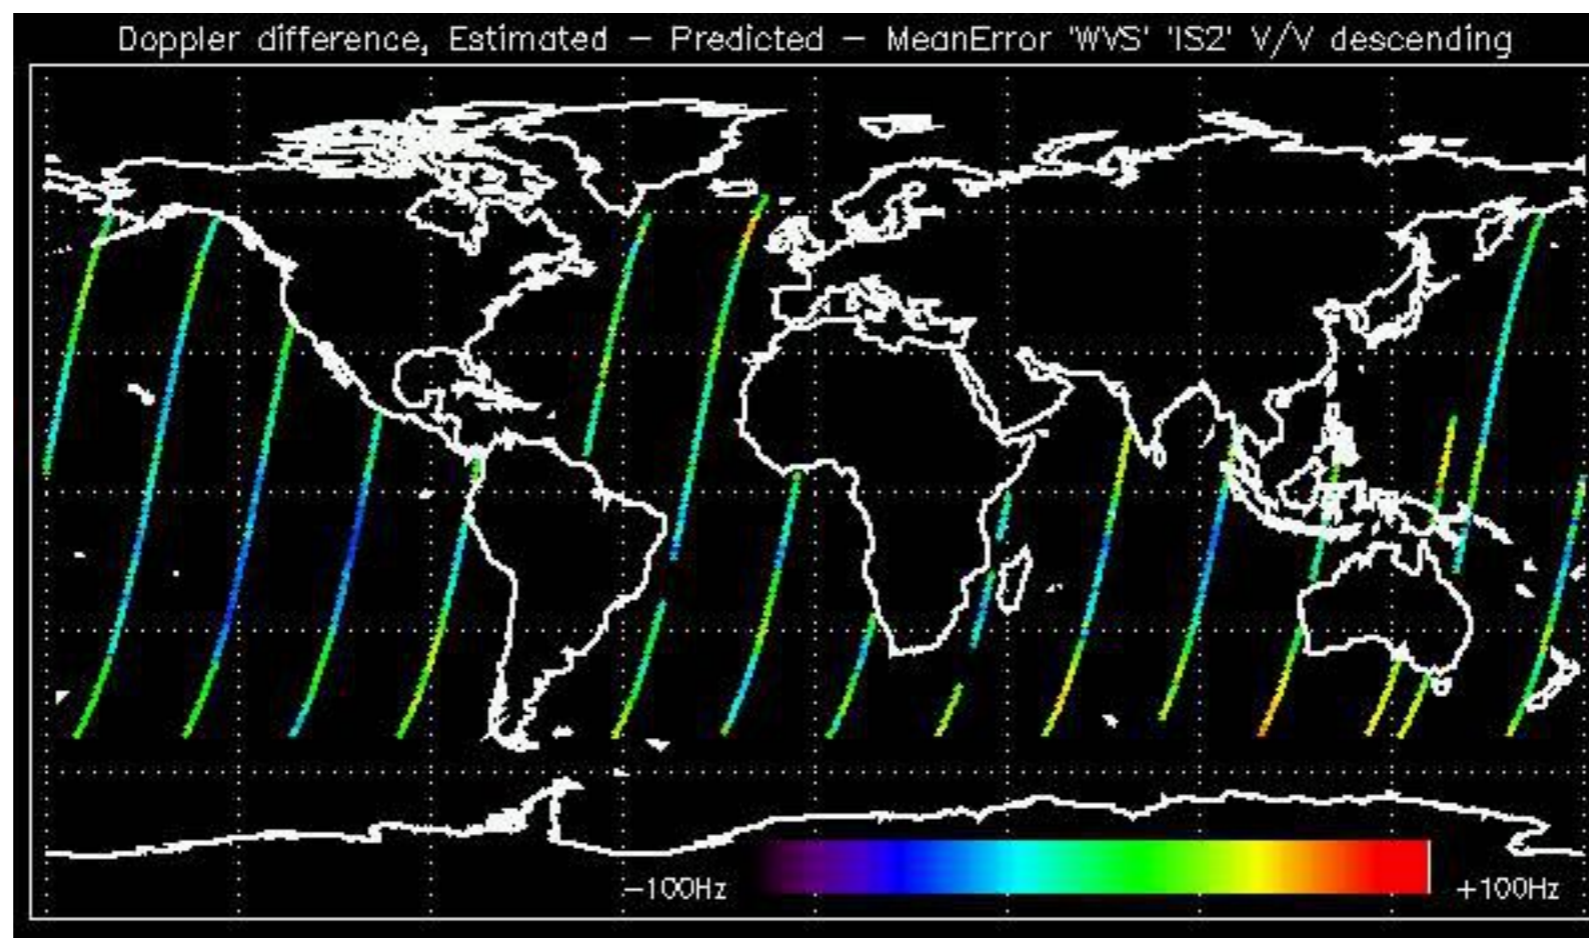 Doppler difference, Estimated - Predicted - MeanError 'WVS' 'IS2' V/V descending
-100Hz +100Hz